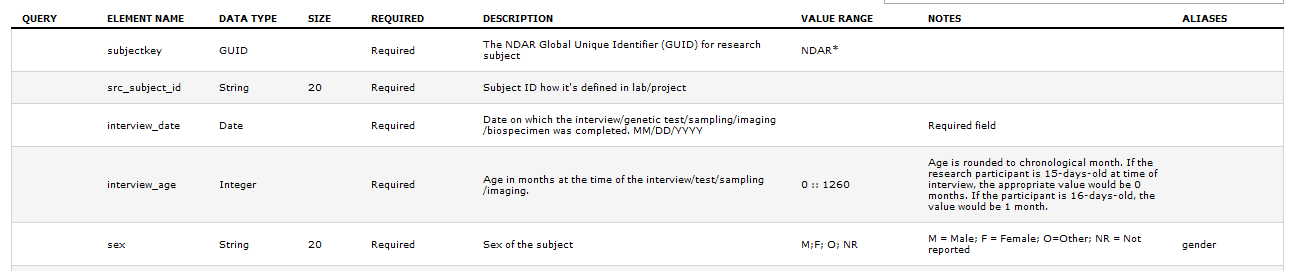 QUERY ELEMENT NAME DATA TYPE SIZE REQUIRED DESCRIPTION VALUE RANGE NOTES ALIASES
subjectkey GUID Required The NDAR Global Unique Identifier (GUID) for research
subject NDAR*
src_subject_id String 20 Required Subject ID how it's defined in lab/project
interview_date Date Required Date on which the interview/genetic test/sampling/imaging
/biospecimen was completed. MM/DD/YYYY Required field
interview_age Integer Required Age in months at the time of the interview/test/sampling
/imaging. 0 :: 1260 Age is rounded to chronological month. If the
research participant is 15-days-old at time of
interview, the appropriate value would be 0
months. If the participant is 16-days-old, the
value would be 1 month.
sex String 20 Required Sex of the subject M;F; O; NR M = Male; F = Female; O=Other; NR = Not
reported gender